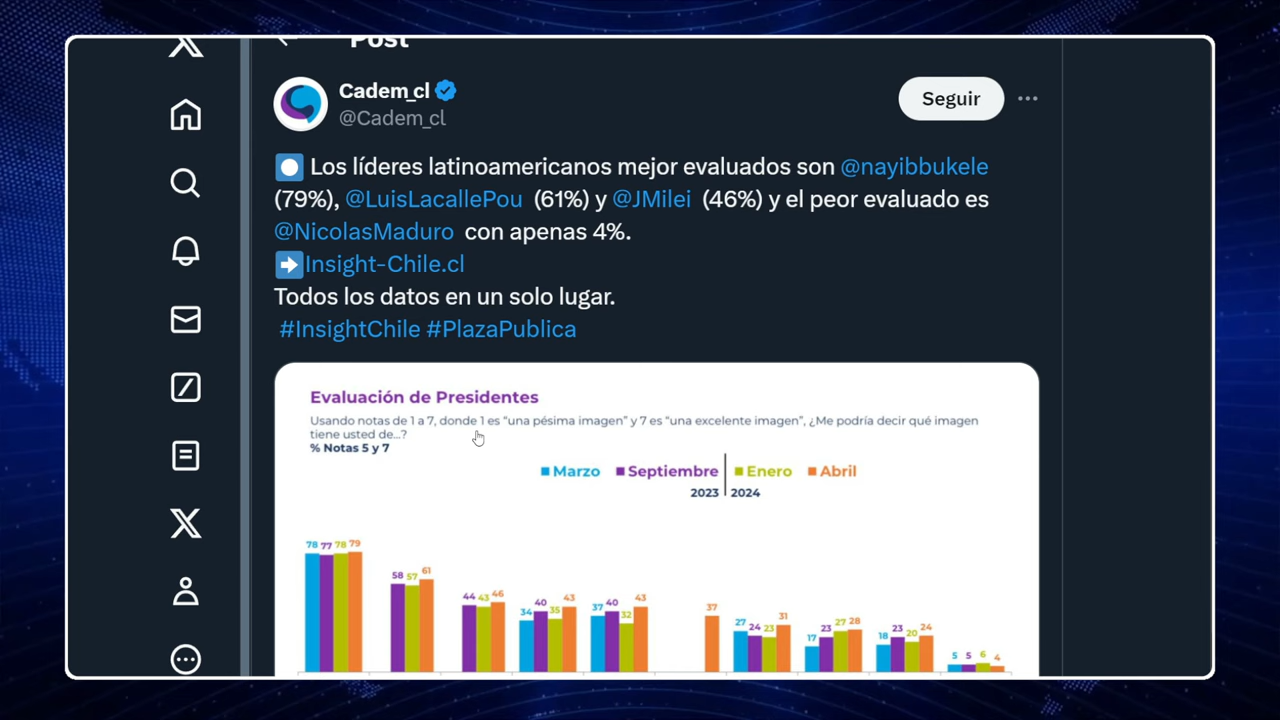 Post
Cadem_cl
@Cadem_cl
Seguir
Los líderes latinoamericanos mejor evaluados son @nayibbukele
(79%), @LuisLacallePou (61%) y @JMilei (46%) y el peor evaluado es
@NicolasMaduro con apenas 4%.
Insight-Chile.cl
Todos los datos en un solo lugar.
#InsightChile #PlazaPublica
Evaluación de Presidentes
Usando notas de 1 a 7, donde 1 es “una pésima imagen” y 7 es “una excelente imagen”, ¿Me podría decir qué imagen
tiene usted de...?
% Notas 5 y 7
Marzo Septiembre Enero Abril
2023 2024
78 77 78 79
58 57 61
44 43 46
34 40 35 43
37 40 32 43
37
27 24 23 31
17 23 27 28
18 23 20 24
5 5 6 4